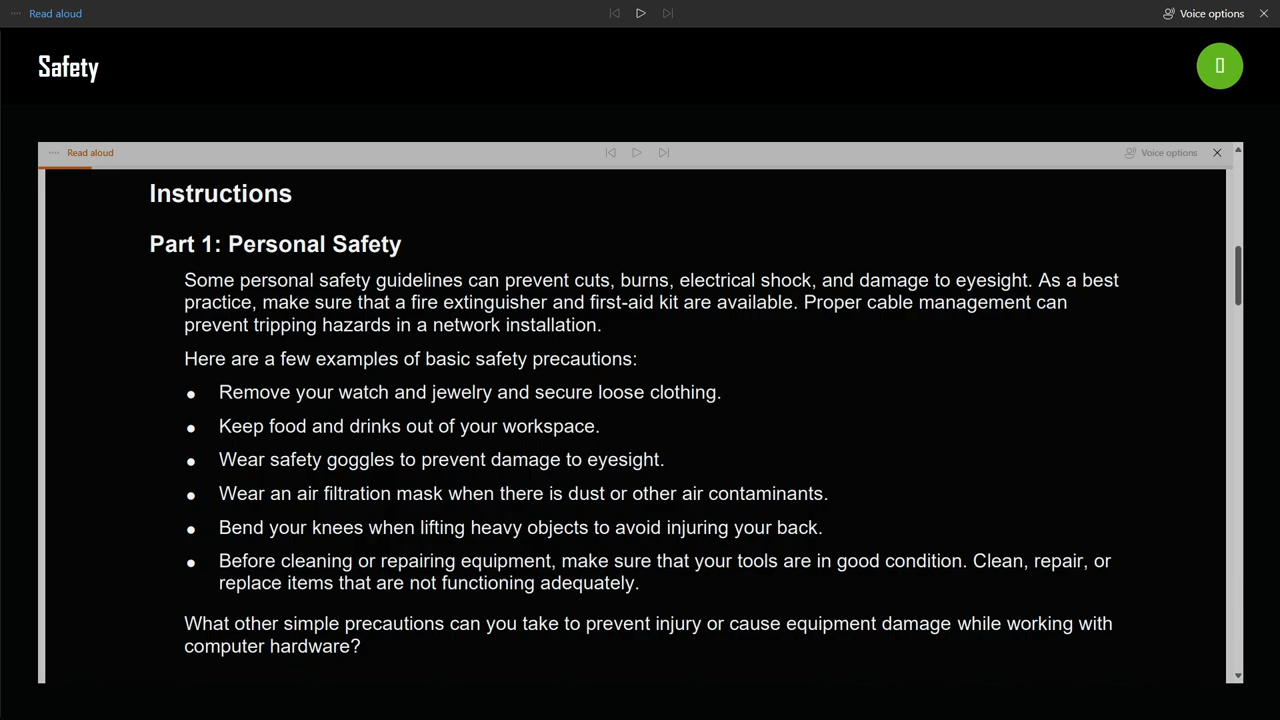 Read aloud
Voice options
Safety
Read aloud
Voice options
Instructions
Part 1: Personal Safety
Some personal safety guidelines can prevent cuts, burns, electrical shock, and damage to eyesight. As a best
practice, make sure that a fire extinguisher and first-aid kit are available. Proper cable management can
prevent tripping hazards in a network installation.
Here are a few examples of basic safety precautions:
● Remove your watch and jewelry and secure loose clothing.
● Keep food and drinks out of your workspace.
● Wear safety goggles to prevent damage to eyesight.
● Wear an air filtration mask when there is dust or other air contaminants.
● Bend your knees when lifting heavy objects to avoid injuring your back.
● Before cleaning or repairing equipment, make sure that your tools are in good condition. Clean, repair, or
replace items that are not functioning adequately.
What other simple precautions can you take to prevent injury or cause equipment damage while working with
computer hardware?